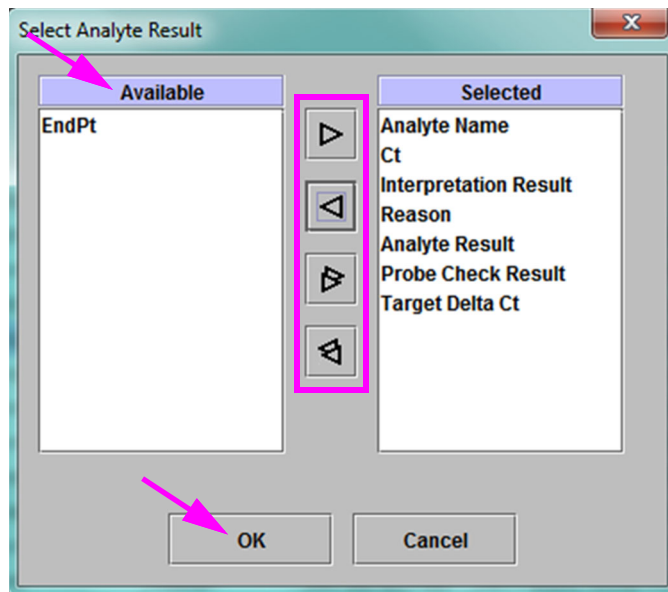 Select Analyte Result
Available
EndPt
Selected
Analyte Name
Ct
Interpretation Result
Reason
Analyte Result
Probe Check Result
Target Delta Ct
OK
Cancel